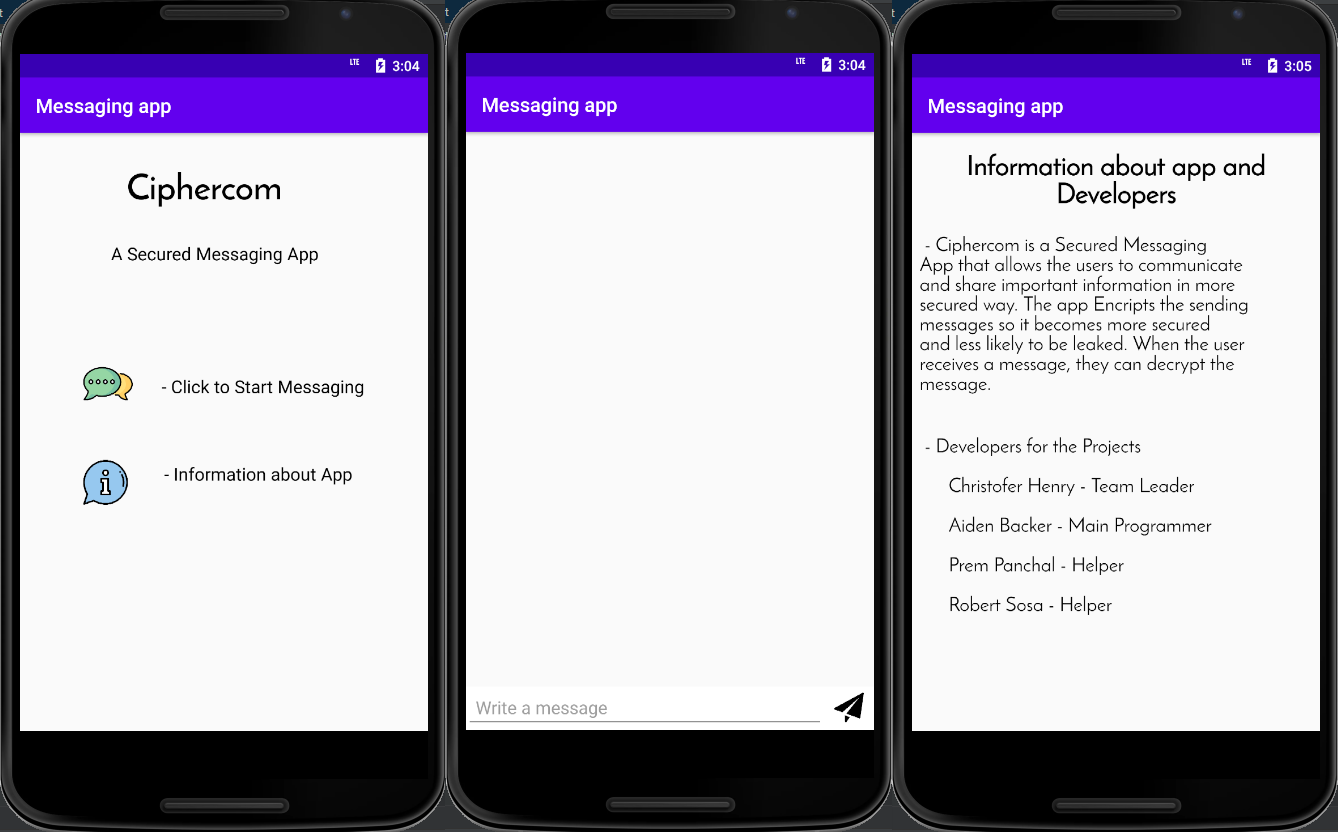 LTE 3:04
Messaging app
Ciphercom
A Secured Messaging App
- Click to Start Messaging
- Information about App
LTE 3:04
Messaging app
Write a message
LTE 3:05
Messaging app
Information about app and
Developers
- Ciphercom is a Secured Messaging
App that allows the users to communicate
and share important information in more
secured way. The app Encripts the sending
messages so it becomes more secured
and less likely to be leaked. When the user
receives a message, they can decrypt the
message.
- Developers for the Projects
Christofer Henry - Team Leader
Aiden Backer - Main Programmer
Prem Panchal - Helper
Robert Sosa - Helper